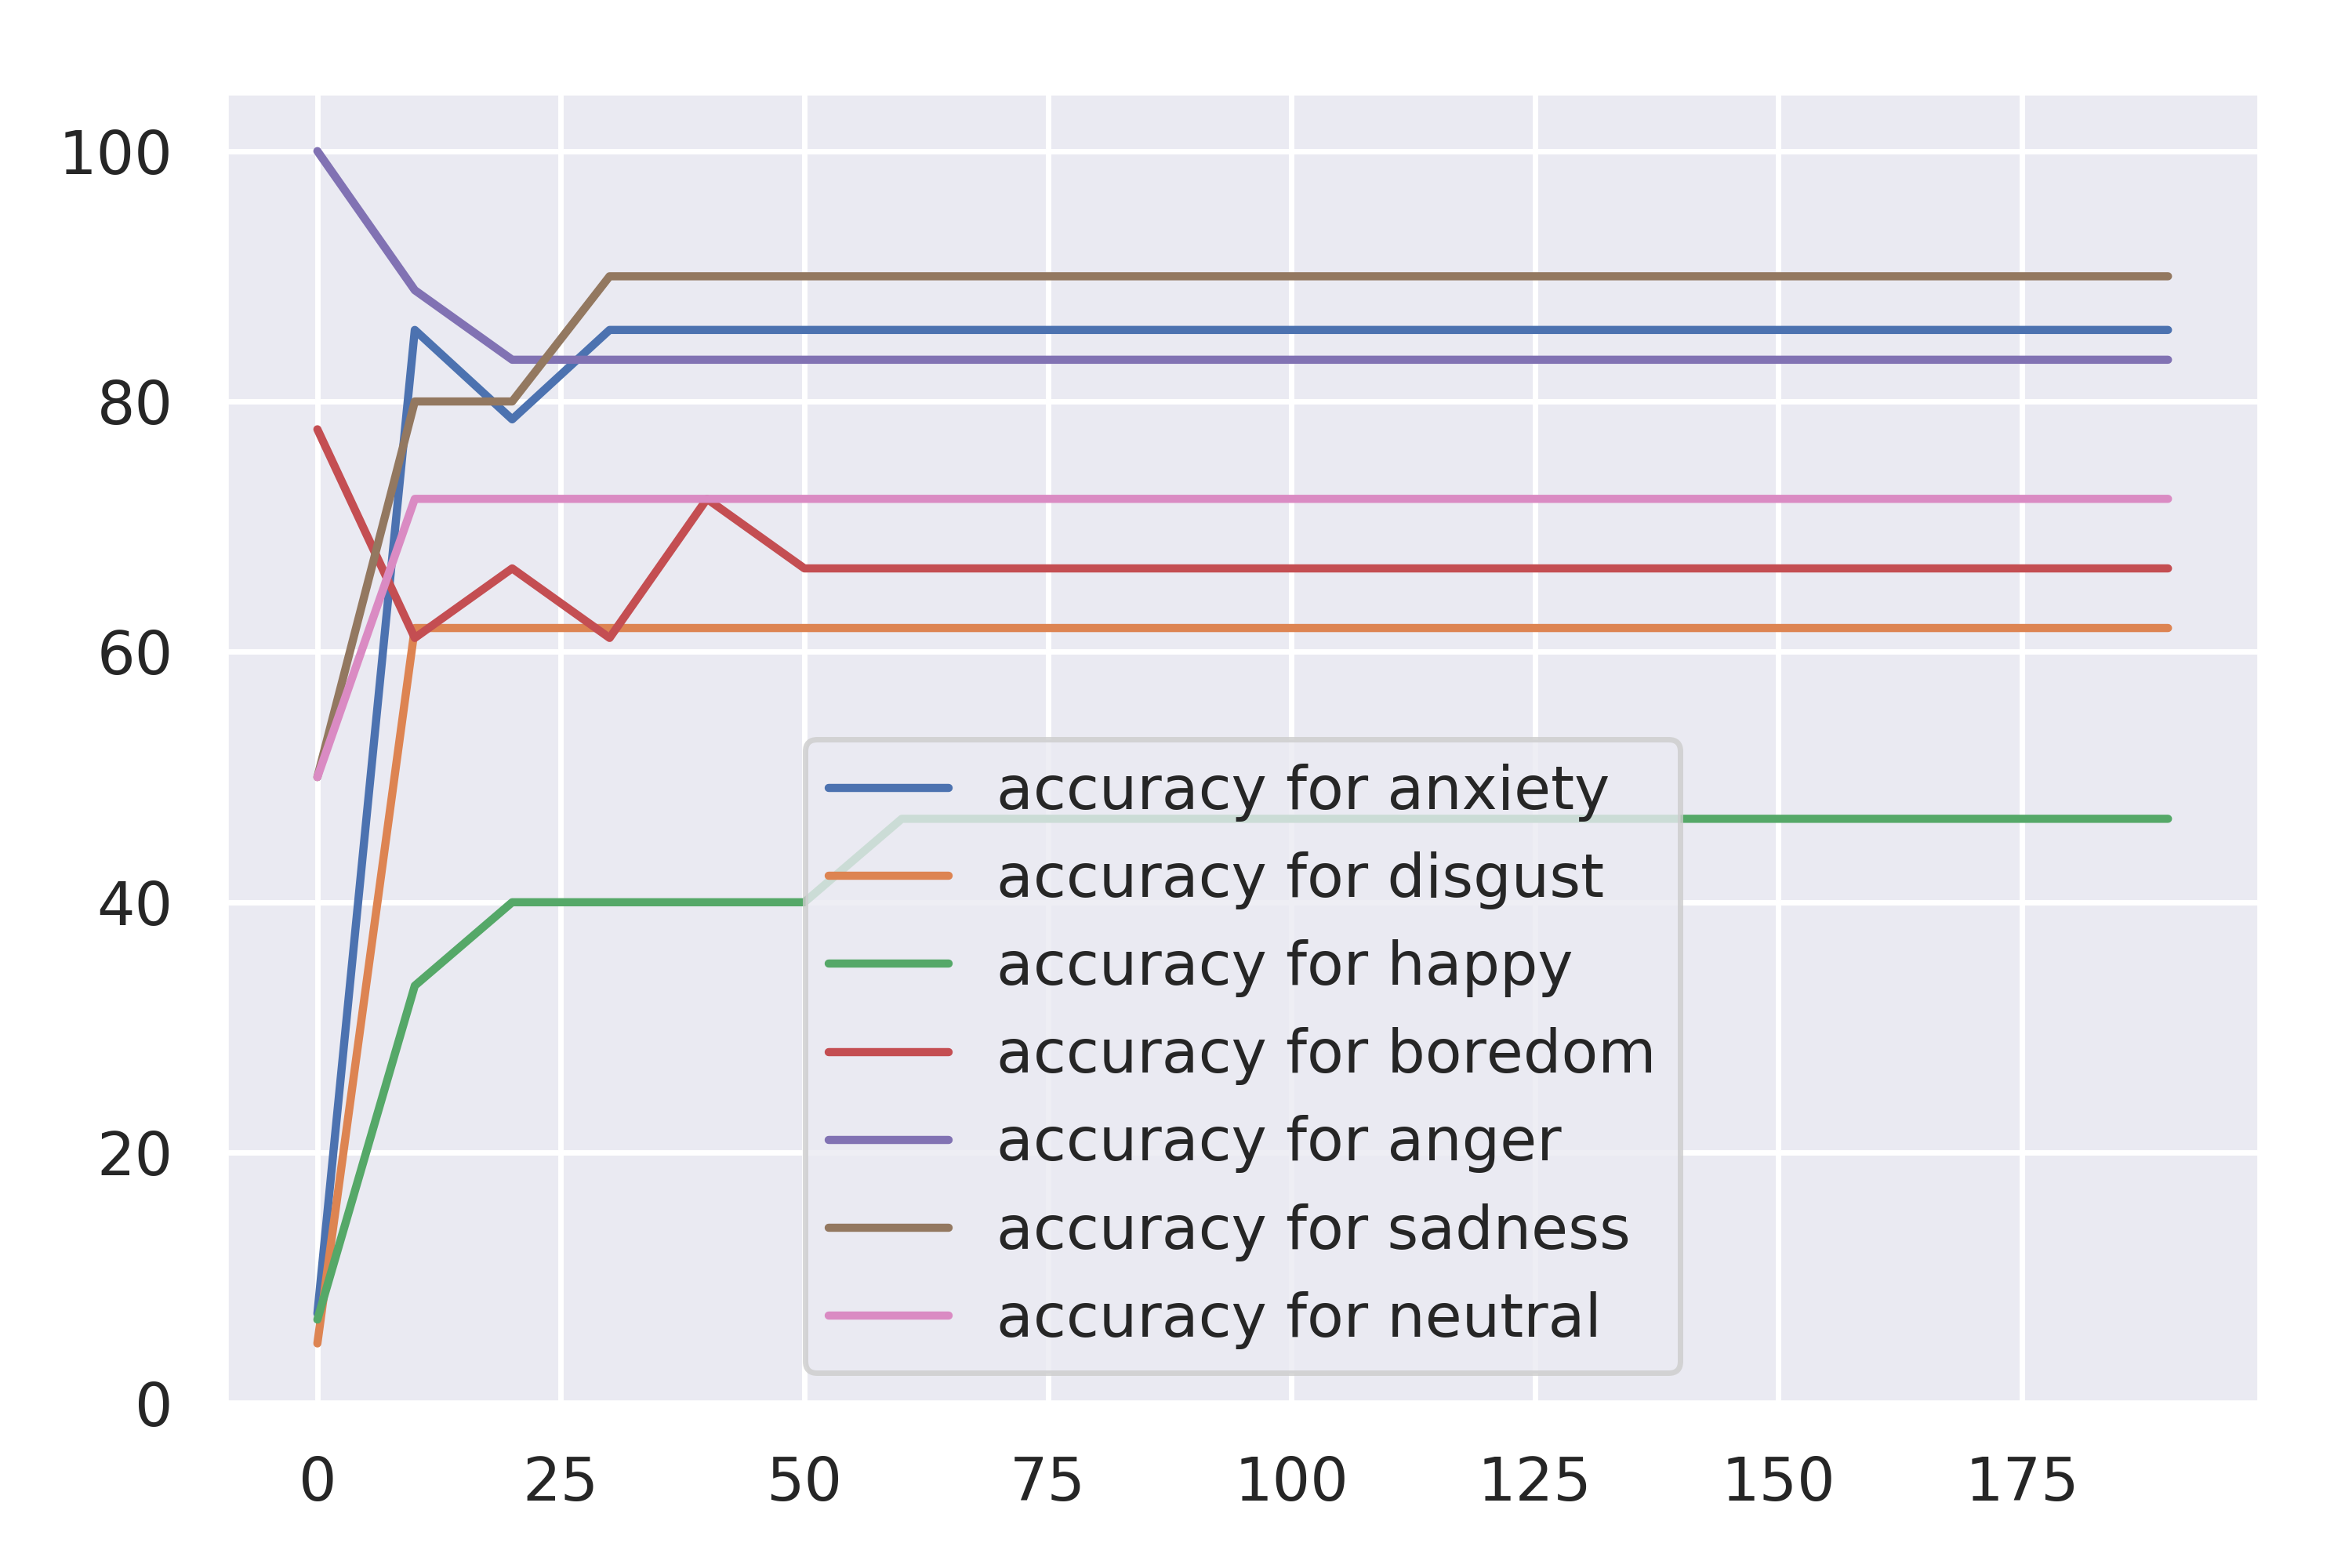 100
80
60
40
20
0
accuracy for anxiety
accuracy for disgust
accuracy for happy
accuracy for boredom
accuracy for anger
accuracy for sadness
accuracy for neutral
0 25 50 75 100 125 150 175